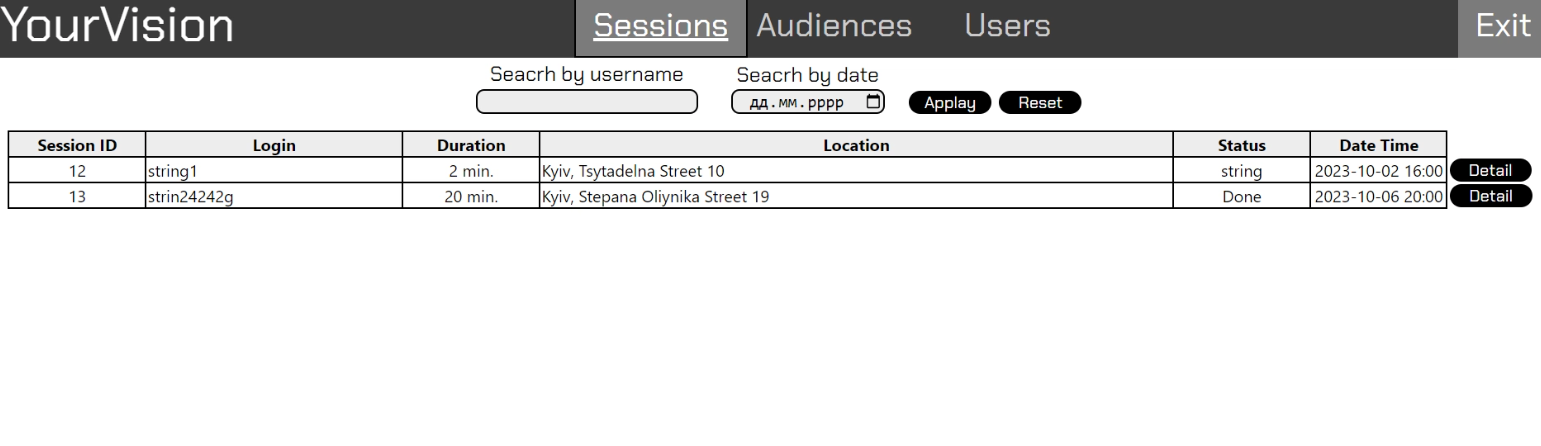 YourVision Sessions Audiences Users Exit
Seacrh by username Seacrh by date
дд.мм.рррр Applay Reset
Session ID Login Duration Location Status Date Time
12 string1 2 min. Kyiv, Tsytadelna Street 10 string 2023-10-02 16:00 Detail
13 strin24242g 20 min. Kyiv, Stepana Oliynika Street 19 Done 2023-10-06 20:00 Detail